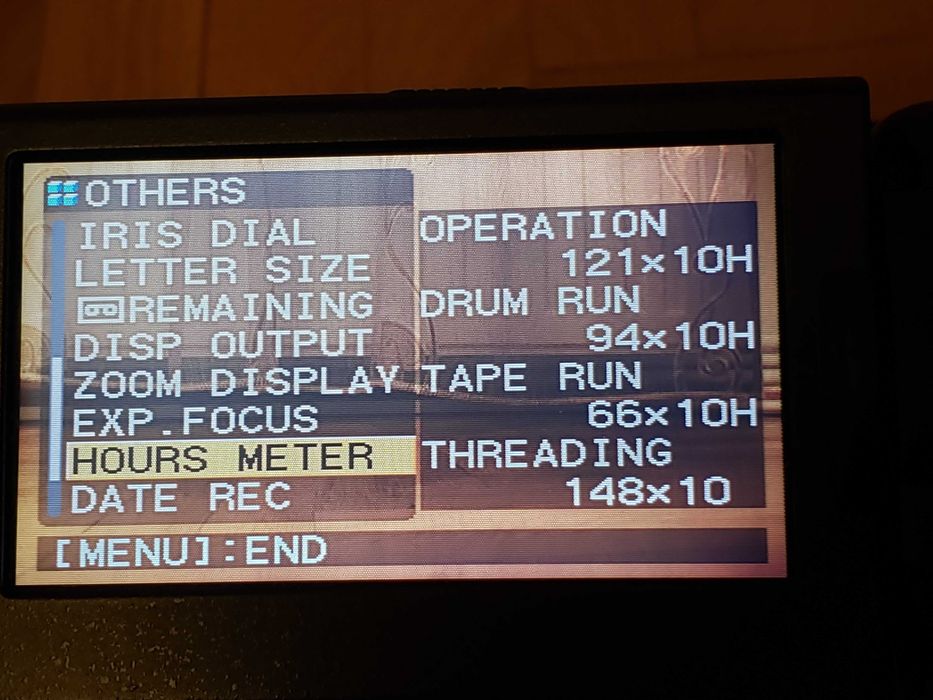 OTHERS
IRIS DIAL
LETTER SIZE
REMAINING
DISP OUTPUT
ZOOM DISPLAY
EXP.FOCUS
HOURS METER
DATE REC
OPERATION
121×10H
DRUM RUN
94×10H
TAPE RUN
66×10H
THREADING
148×10
[MENU]:END